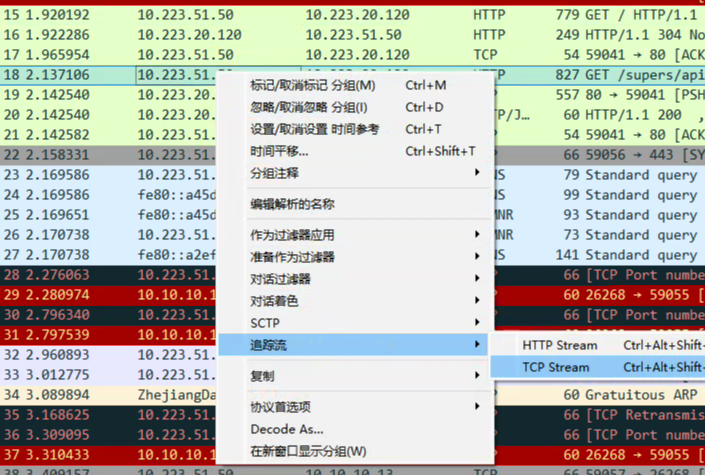 15 1.920192 10.223.51.50 10.223.20.120 HTTP 779 GET / HTTP/1.1
16 1.922286 10.223.20.120 10.223.51.50 HTTP 249 HTTP/1.1 304 No
17 1.965954 10.223.51.50 10.223.20.120 TCP 54 59041 → 80 [ACK
18 2.137106 10.223.51. 827 GET /supers/api
标记/取消标记 分组(M) Ctrl+M
19 2.142540 10.223.20. 557 80 → 59041 [PSH
忽略/取消忽略 分组(I) Ctrl+D
20 2.142540 10.223.20. P/J… 60 HTTP/1.1 200
设置/取消设置 时间参考 Ctrl+T
21 2.142582 10.223.51. 54 59041 → 80 [ACK
时间平移... Ctrl+Shift+T
22 2.158331 10.223.51. 66 59056 → 443 [SY
分组注释
23 2.169586 10.223.51. NS 79 Standard query
24 2.169586 fe80::a45d NS 99 Standard query
编辑解析的名称
25 2.169651 fe80::a45d MNR 93 Standard query
26 2.170738 10.223.51. MNR 73 Standard query
作为过滤器应用
27 2.170738 fe80::a2ef NS 141 Standard query
准备作为过滤器
28 2.276063 10.223.51. 66 [TCP Port numbe
对话过滤器
29 2.280974 10.10.10.1 60 26268 → 59055 [
对话着色
30 2.796340 10.223.51. 66 [TCP Port numbe
SCTP
31 2.797539 10.10.10.1
追踪流
HTTP Stream Ctrl+Alt+Shift+
32 2.960893 10.223.51.
TCP Stream Ctrl+Alt+Shift+
33 3.012775 10.223.51.
复制
34 3.089894 ZhejiangDa 60 Gratuitous ARP
协议首选项
35 3.168625 10.223.51. 66 [TCP Retransmis
Decode As...
36 3.309095 10.223.51. 66 [TCP Port numbe
在新窗口显示分组(W)
37 3.310433 10.10.10.1 60 26268 → 59055 [
38 3.409157 10.223.51.50 10.10.10.13 TCP